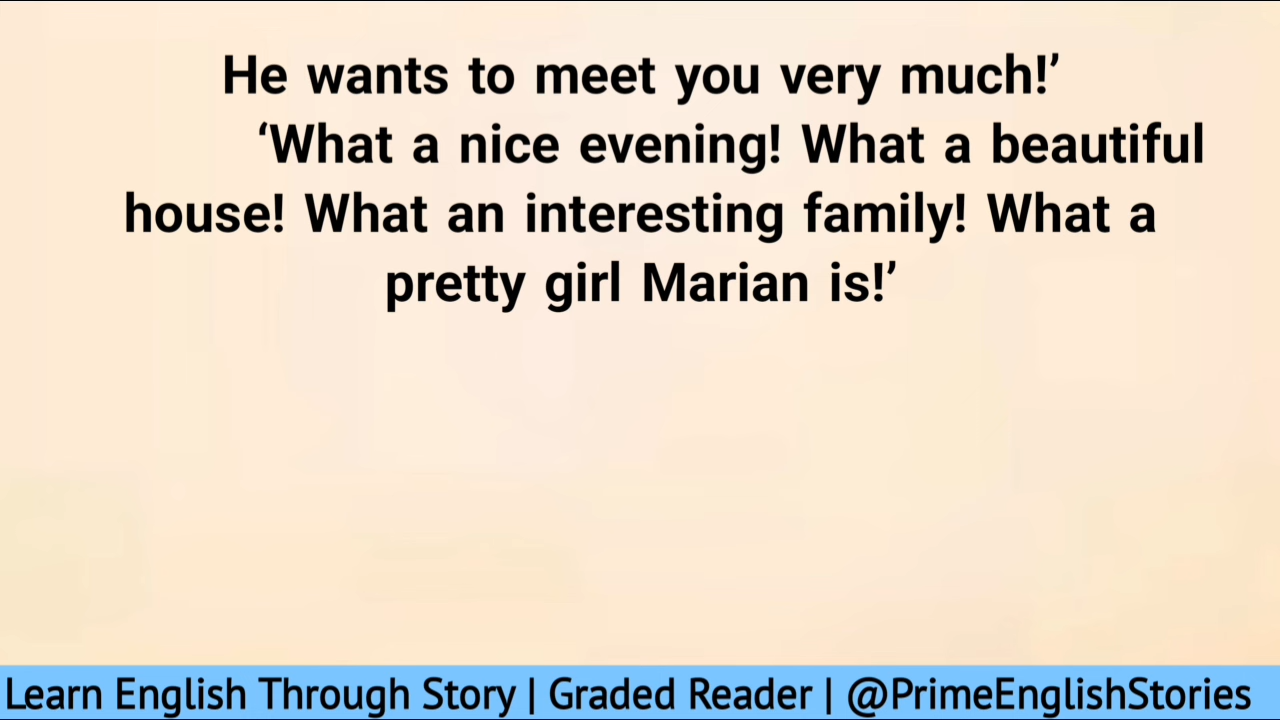 He wants to meet you very much!’
‘What a nice evening! What a beautiful
house! What an interesting family! What a
pretty girl Marian is!’
Learn English Through Story | Graded Reader | @PrimeEnglishStories